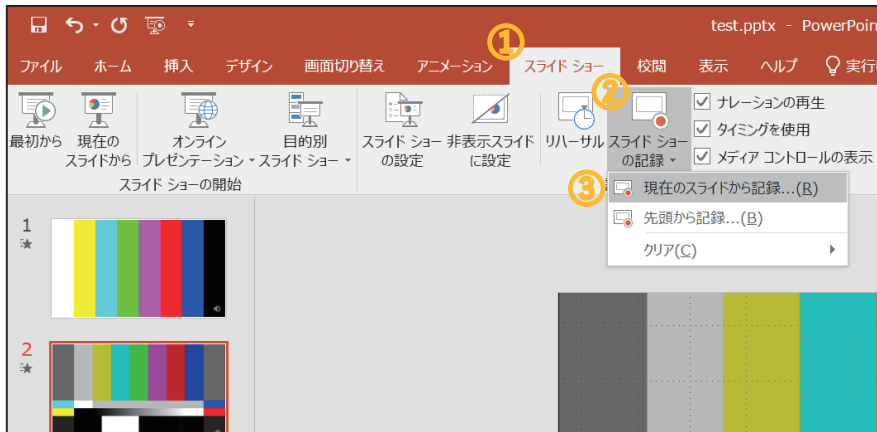 test.pptx - PowerPoin
①
ファイル ホーム 挿入 デザイン 画面切り替え アニメーション スライド ショー 校閲 表示 ヘルプ 実行
②
最初から 現在の スライドから オンライン プレゼンテーション 目的別 スライド ショー スライド ショー の設定 非表示スライド に設定 リハーサル スライド ショー の記録
ナレーションの再生
タイミングを使用
メディア コントロールの表示
スライド ショーの開始
③
現在のスライドから記録...(R)
先頭から記録...(B)
クリア(C)
1
2